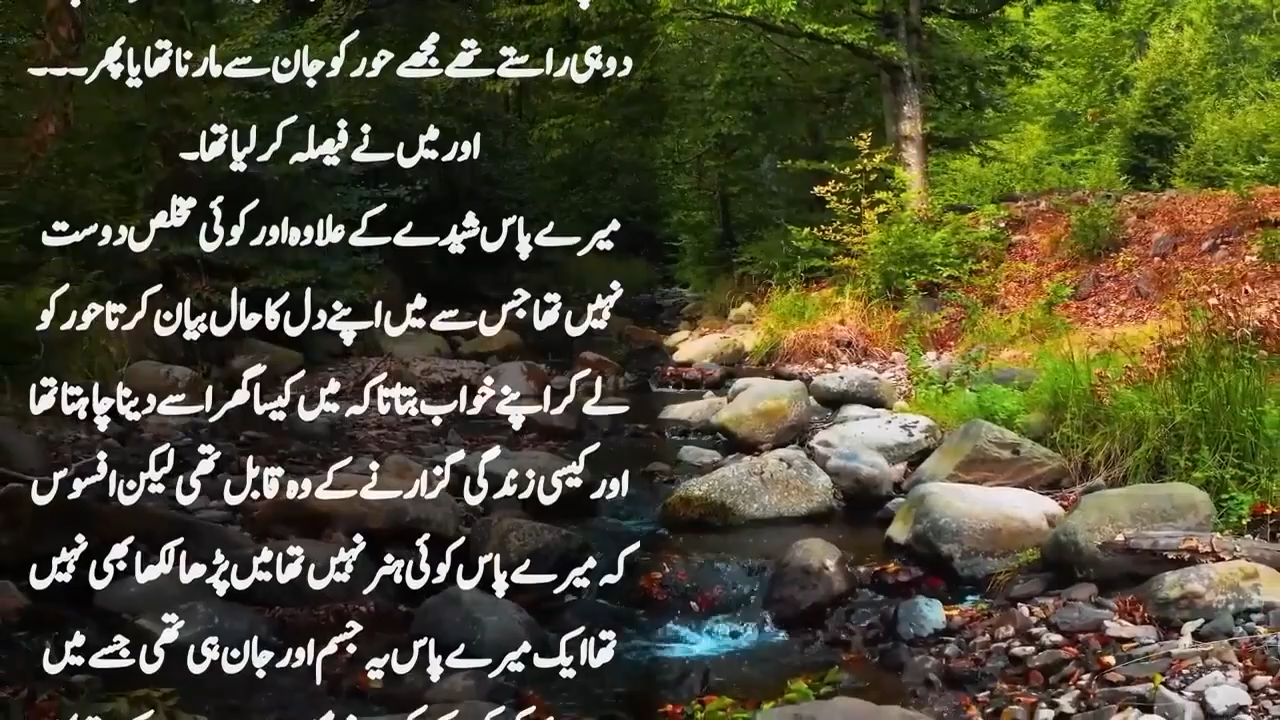 دو ہی راستے تھے مجھے حور کو جان سے مارنا تھا یا پھر۔۔۔
اور میں نے فیصلہ کر لیا تھا۔
میرے پاس شیدے کے علاوہ اور کوئی مخلص دوست
نہیں تھا جس سے میں اپنے دل کا حال بیان کرتا حور کو
لے کر اپنے خواب بتاتا کہ میں کیسا گھر اسے دینا چاہتا تھا
اور کیسی زندگی گزارنے کے وہ قابل تھی لیکن افسوس
کہ میرے پاس کوئی ہنر نہیں تھا میں پڑھا لکھا بھی نہیں
تھا ایک میرے پاس یہ جسم اور جان ہی تھی جسے میں